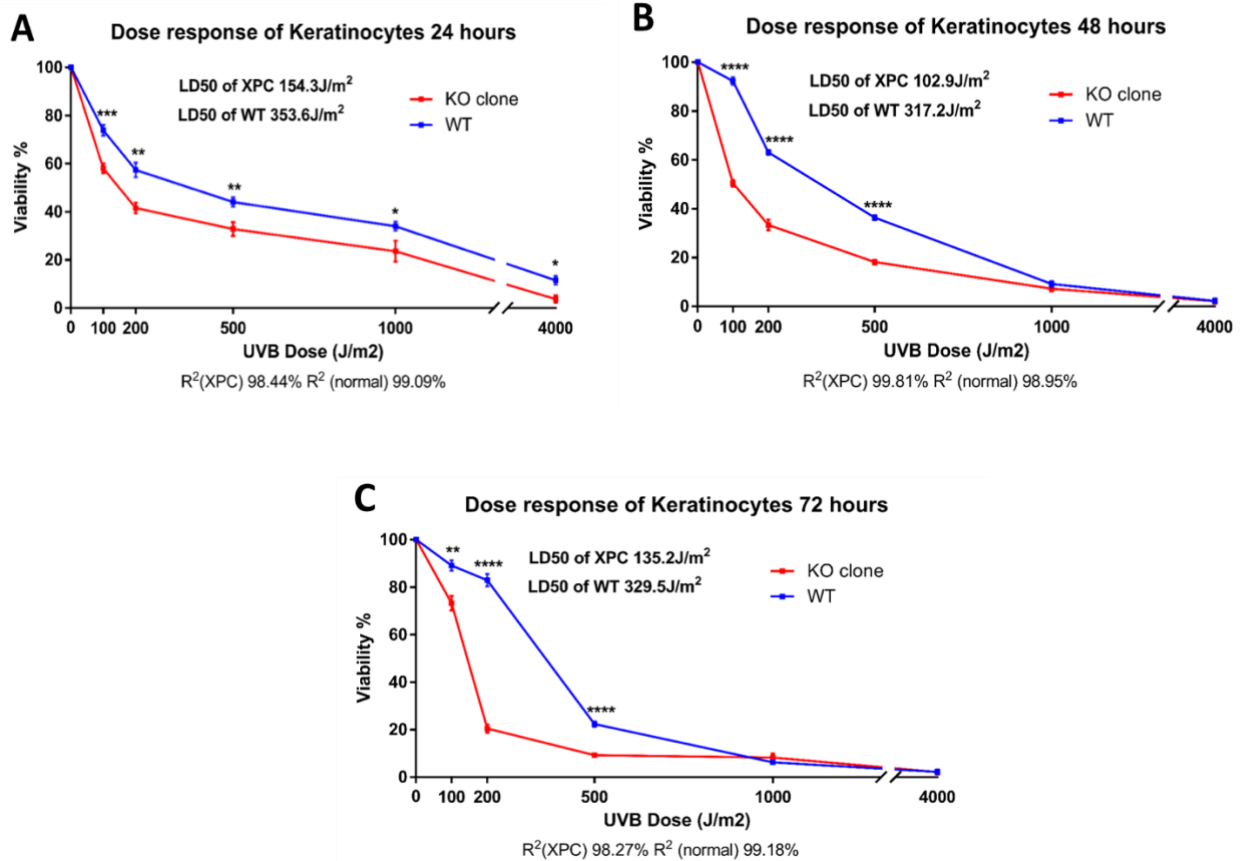 A
Dose response of Keratinocytes 24 hours
LD50 of XPC 154.3J/m²
LD50 of WT 353.6J/m²
KO clone
WT
Viability %
100
80
60
40
20
0
***
**
**
*
*
0 100 200 500 1000 4000
UVB Dose (J/m2)
R²(XPC) 98.44% R² (normal) 99.09%
B
Dose response of Keratinocytes 48 hours
LD50 of XPC 102.9J/m²
LD50 of WT 317.2J/m²
KO clone
WT
Viability %
100
80
60
40
20
0
****
****
****
0 100 200 500 1000 4000
UVB Dose (J/m2)
R²(XPC) 99.81% R² (normal) 98.95%
C
Dose response of Keratinocytes 72 hours
LD50 of XPC 135.2J/m²
LD50 of WT 329.5J/m²
KO clone
WT
Viability %
100
80
60
40
20
0
**
****
****
0 100 200 500 1000 4000
UVB Dose (J/m2)
R²(XPC) 98.27% R² (normal) 99.18%